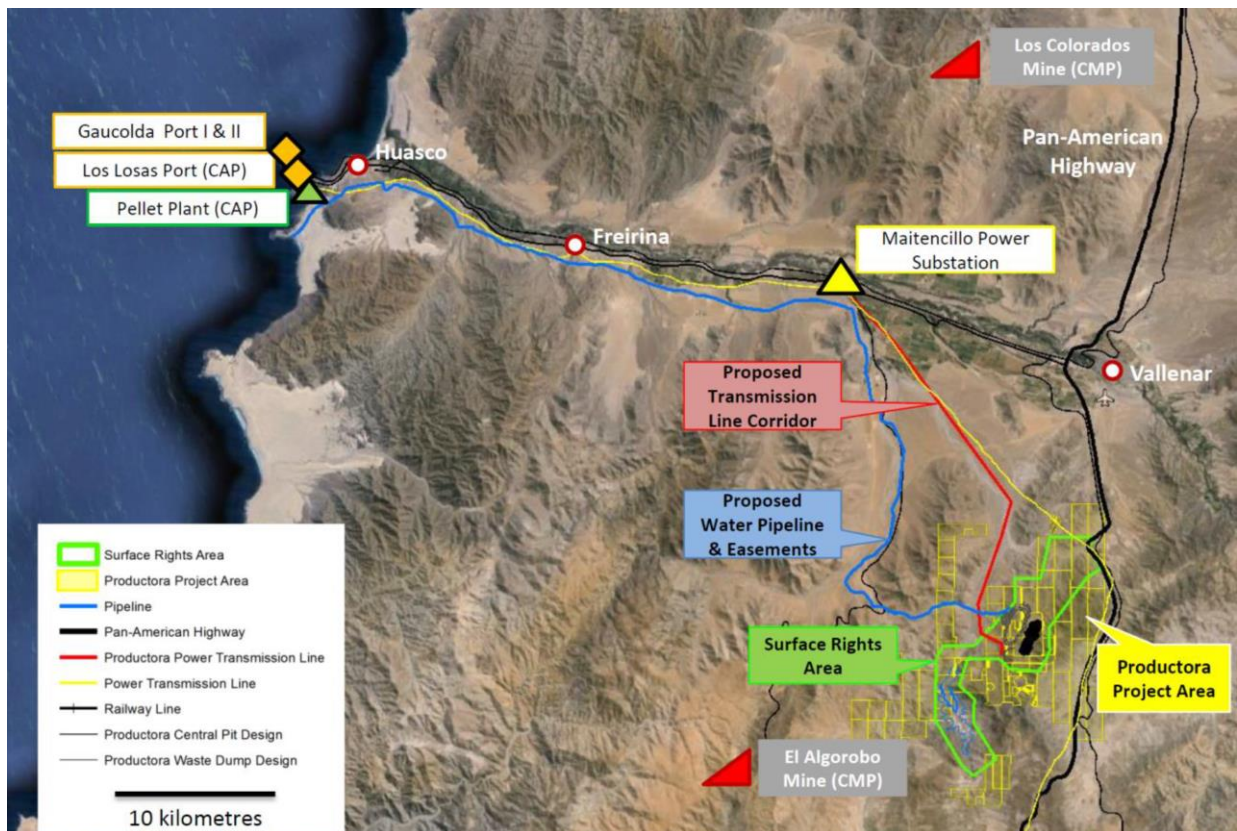 Los Colorados
Mine (CMP)
Pan-American
Highway
Gaucolda Port I & II
Los Losas Port (CAP)
Pellet Plant (CAP)
Huasco
Freirina
Maitencillo Power
Substation
Vallenar
Proposed
Transmission
Line Corridor
Proposed
Water Pipeline
& Easements
Surface Rights
Area
Productora
Project Area
El Algorobo
Mine (CMP)
Surface Rights Area
Productora Project Area
Pipeline
Pan-American Highway
Productora Power Transmission Line
Power Transmission Line
Railway Line
Productora Central Pit Design
Productora Waste Dump Design
10 kilometres